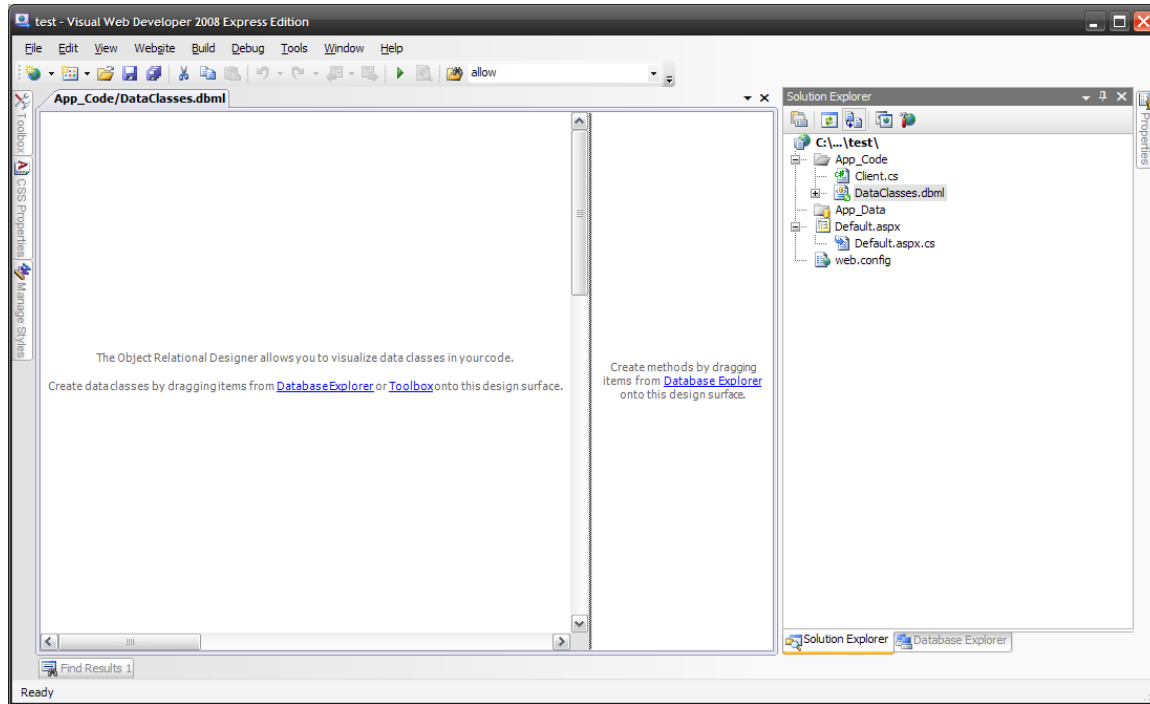 test - Visual Web Developer 2008 Express Edition
File Edit View Website Build Debug Tools Window Help
allow
App_Code/DataClasses.dbml
Solution Explorer
Toolbox
CSS Properties
Manage Styles
Properties
C:\...\test\
App_Code
Client.cs
DataClasses.dbml
App_Data
Default.aspx
Default.aspx.cs
web.config
The Object Relational Designer allows you to visualize data classes in your code.
Create data classes by dragging items from Database Explorer or Toolbox onto this design surface.
Create methods by dragging
items from Database Explorer
onto this design surface.
Solution Explorer Database Explorer
Find Results 1
Ready